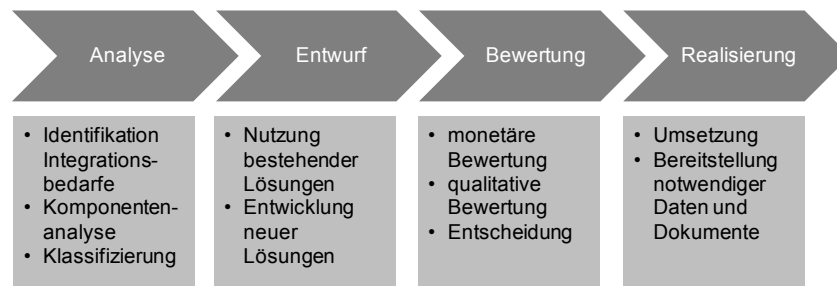 Analyse
Entwurf
Bewertung
Realisierung
• Identifikation
Integrations-
bedarfe
• Komponenten-
analyse
• Klassifizierung
• Nutzung
bestehender
Lösungen
• Entwicklung
neuer
Lösungen
• monetäre
Bewertung
• qualitative
Bewertung
• Entscheidung
• Umsetzung
• Bereitstellung
notwendiger
Daten und
Dokumente